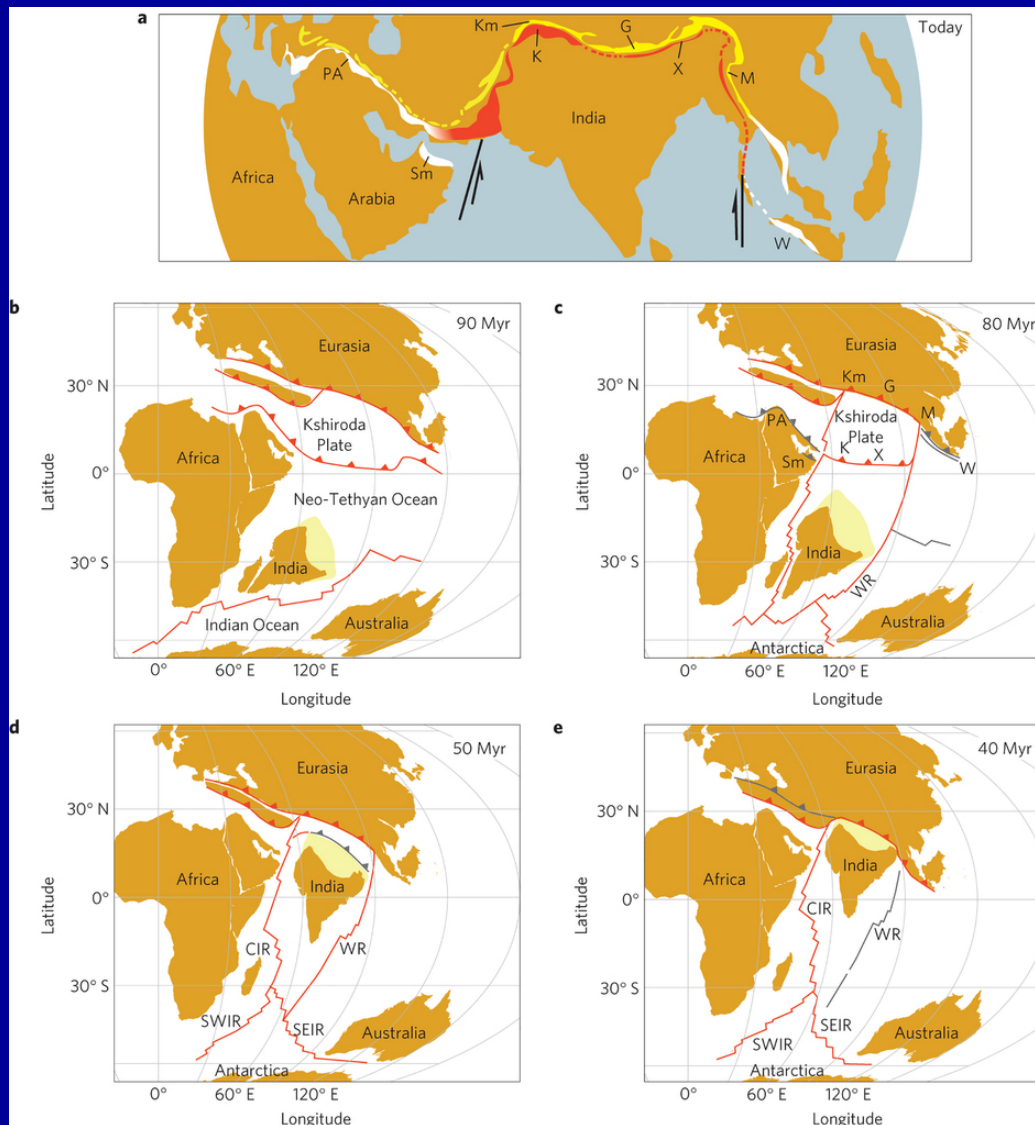 a
Today
Km
G
K
X
PA
M
India
Sm
Africa
Arabia
W
b
90 Myr
Eurasia
30° N
Kshiroda
Plate
Africa
0°
Neo-Tethyan Ocean
30° S
India
Australia
Indian Ocean
0°
60° E
120° E
Latitude
Longitude
c
80 Myr
Eurasia
30° N
Km
G
Kshiroda
Plate
PA
M
K
X
Africa
Sm
W
0°
India
30° S
WR
Australia
Antarctica
0°
60° E
120° E
Latitude
Longitude
d
50 Myr
Eurasia
30° N
Africa
India
0°
CIR
WR
30° S
SWIR
SEIR
Australia
Antarctica
0°
60° E
120° E
Latitude
Longitude
e
40 Myr
Eurasia
30° N
India
Africa
0°
CIR
WR
30° S
SEIR
SWIR
Australia
Antarctica
0°
60° E
120° E
Latitude
Longitude